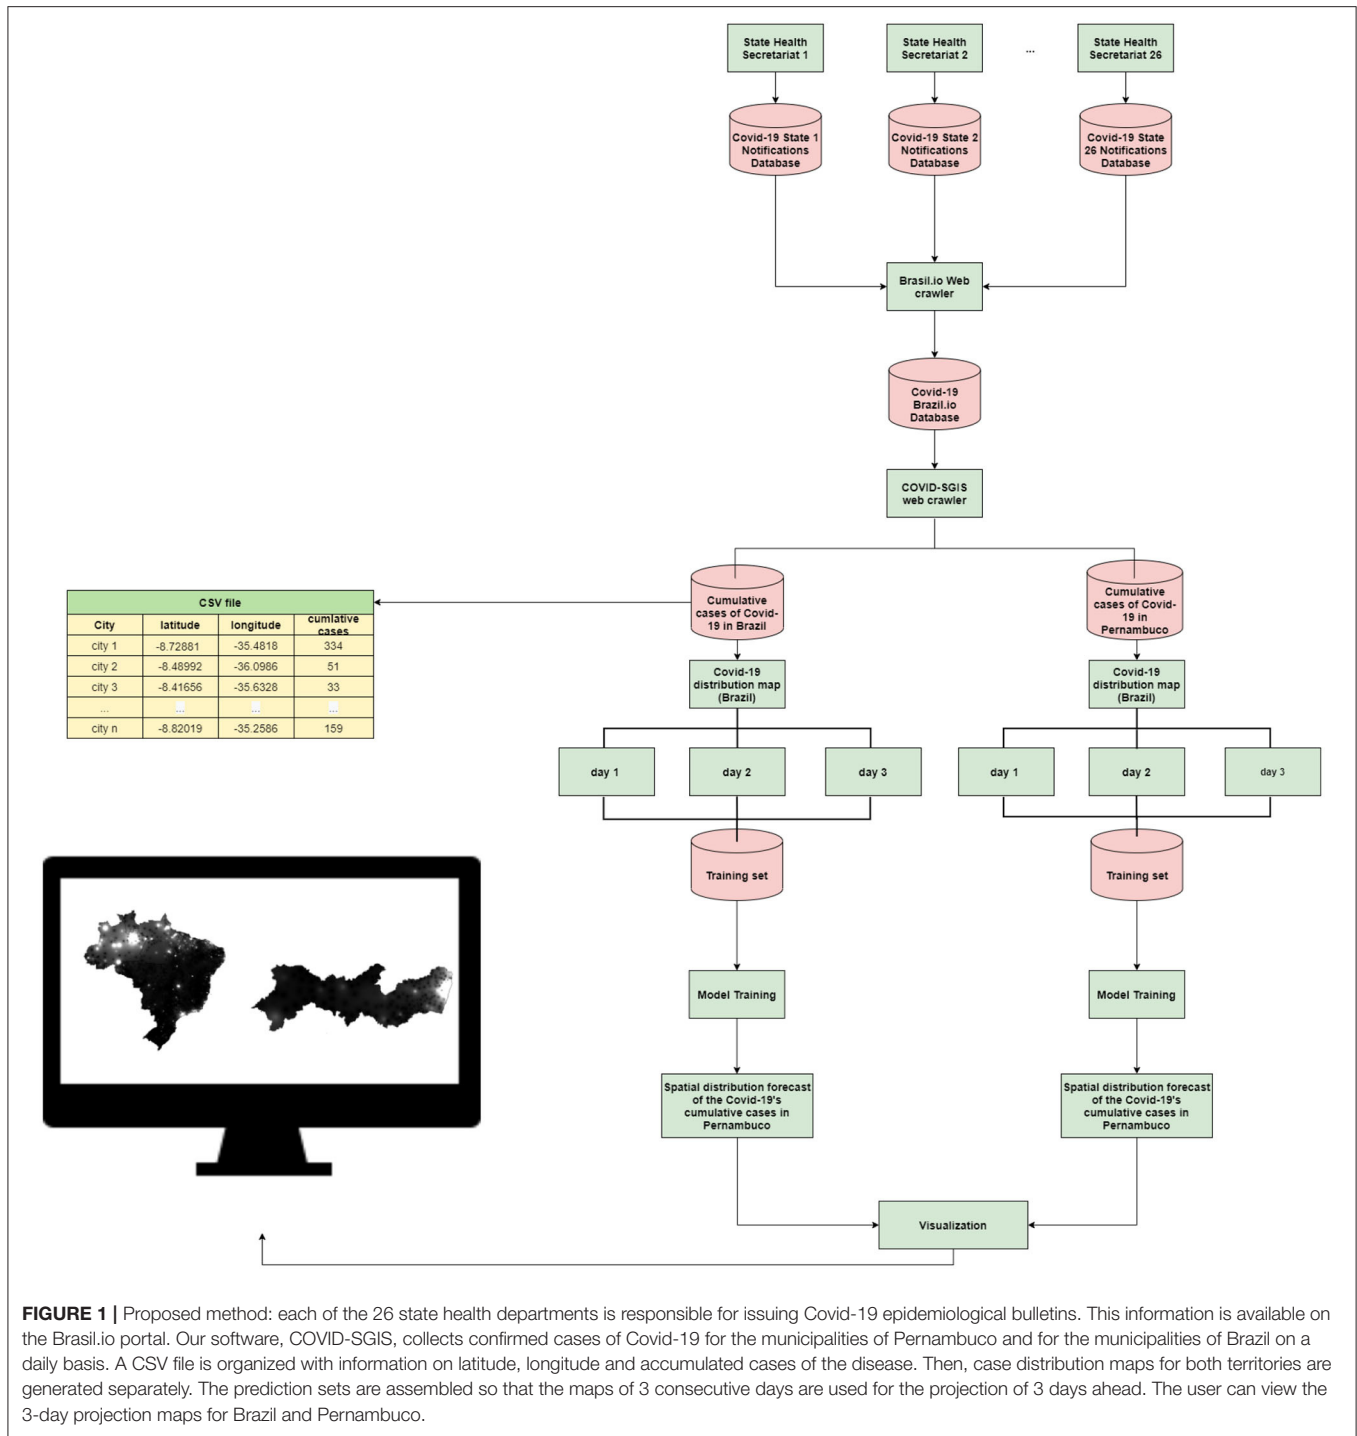 State Health
Secretariat 1
State Health
Secretariat 2
...
State Health
Secretariat 26
Covid-19 State 1
Notifications
Database
Covid-19 State 2
Notifications
Database
Covid-19 State
26 Notifications
Database
Brasil.io Web
crawler
Covid-19
Brazil.io
Database
COVID-SGIS
web crawler
CSV file
City latitude longitude cumlative cases
city 1 -8.72881 -35.4818 334
city 2 -8.48992 -36.0986 51
city 3 -8.41656 -35.6328 33
... ... ... ...
city n -8.82019 -35.2586 159
Cumulative
cases of Covid-
19 in Brazil
Cumulative
cases of Covid-
19 in
Pernambuco
Covid-19
distribution map
(Brazil)
Covid-19
distribution map
(Brazil)
day 1
day 2
day 3
day 1
day 2
day 3
Training set
Training set
Model Training
Model Training
Spatial distribution forecast
of the Covid-19's
cumulative cases in
Pernambuco
Spatial distribution forecast
of the Covid-19's
cumulative cases in
Pernambuco
Visualization
FIGURE 1 | Proposed method: each of the 26 state health departments is responsible for issuing Covid-19 epidemiological bulletins. This information is available on
the Brasil.io portal. Our software, COVID-SGIS, collects confirmed cases of Covid-19 for the municipalities of Pernambuco and for the municipalities of Brazil on a
daily basis. A CSV file is organized with information on latitude, longitude and accumulated cases of the disease. Then, case distribution maps for both territories are
generated separately. The prediction sets are assembled so that the maps of 3 consecutive days are used for the projection of 3 days ahead. The user can view the
3-day projection maps for Brazil and Pernambuco.